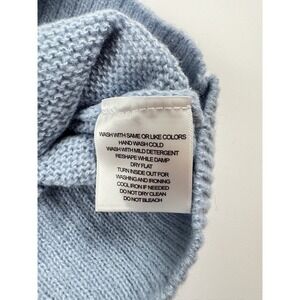 WASH WITH SAME OR LIKE COLORS
HAND WASH COLD
WASH WITH MILD DETERGENT
RESHAPE WHILE DAMP
DRY FLAT
TURN INSIDE OUT FOR
WASHING AND IRONING
COOL IRON IF NEEDED
DO NOT DRY CLEAN
DO NOT BLEACH